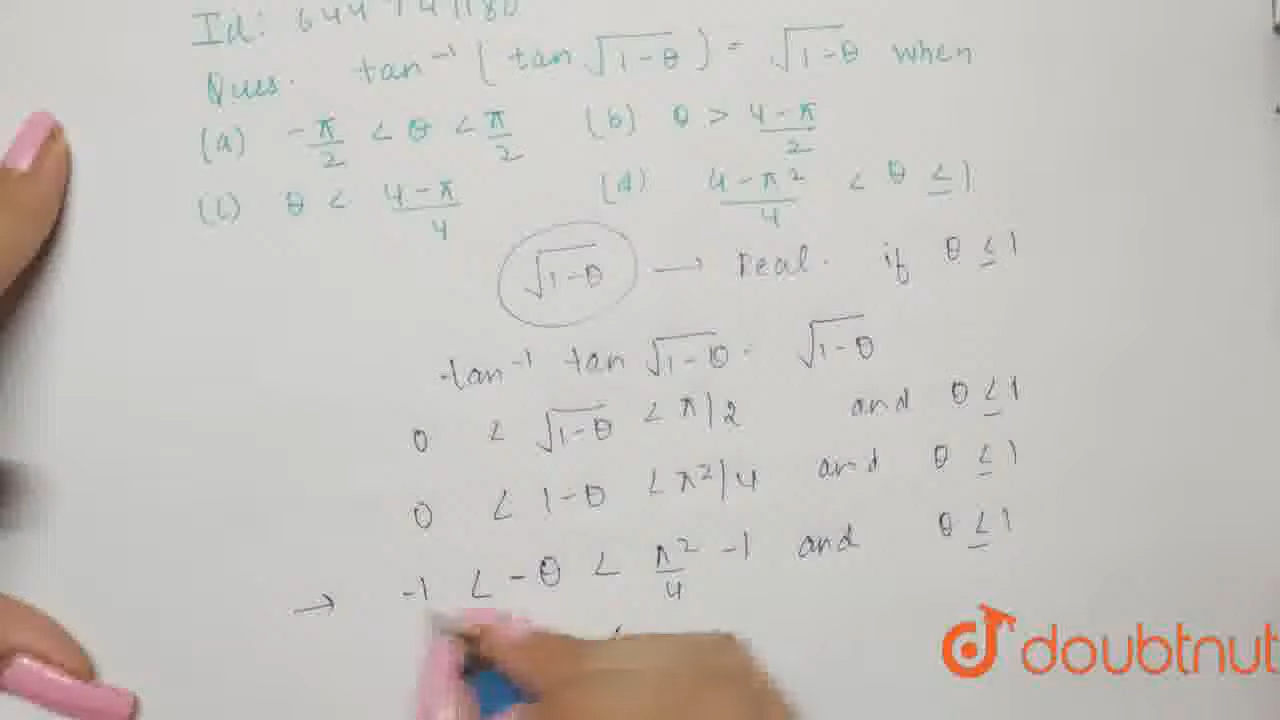 Id:
Ques. tan⁻¹ ( tan √(1-θ) ) = √(1-θ) when
(a) -π/2 < θ < π/2 (b) θ > (4-π)/2
(c) θ < (4-π)/4 (d) (4-π²)/4 < θ ≤ 1
√(1-θ) → real. if θ ≤ 1
tan⁻¹ tan √(1-θ) = √(1-θ)
0 < √(1-θ) < π/2 and θ ≤ 1
0 < 1-θ < π²/4 and θ ≤ 1
→ -1 < -θ < π²/4 -1 and θ ≤ 1
doubtnut